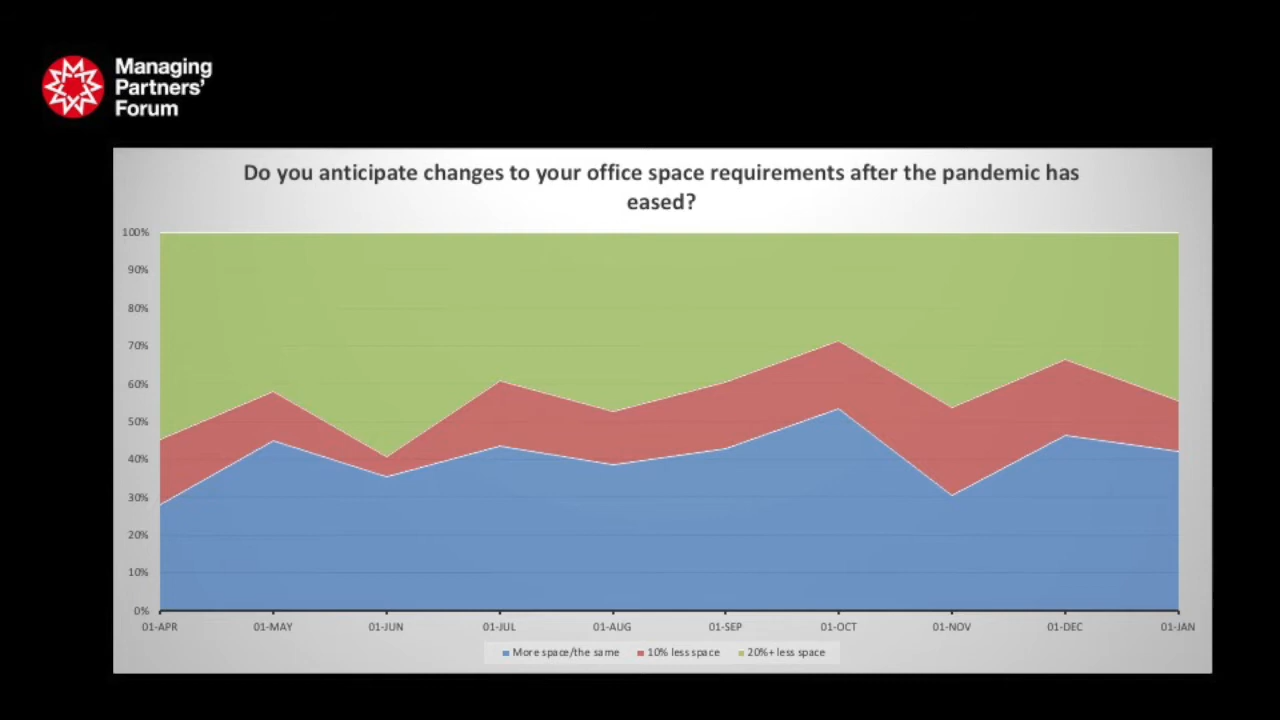 Managing
Partners'
Forum
Do you anticipate changes to your office space requirements after the pandemic has
eased?
100%
90%
80%
70%
60%
50%
40%
30%
20%
10%
0%
01-APR 01-MAY 01-JUN 01-JUL 01-AUG 01-SEP 01-OCT 01-NOV 01-DEC 01-JAN
More space/the same 10% less space 20%+ less space